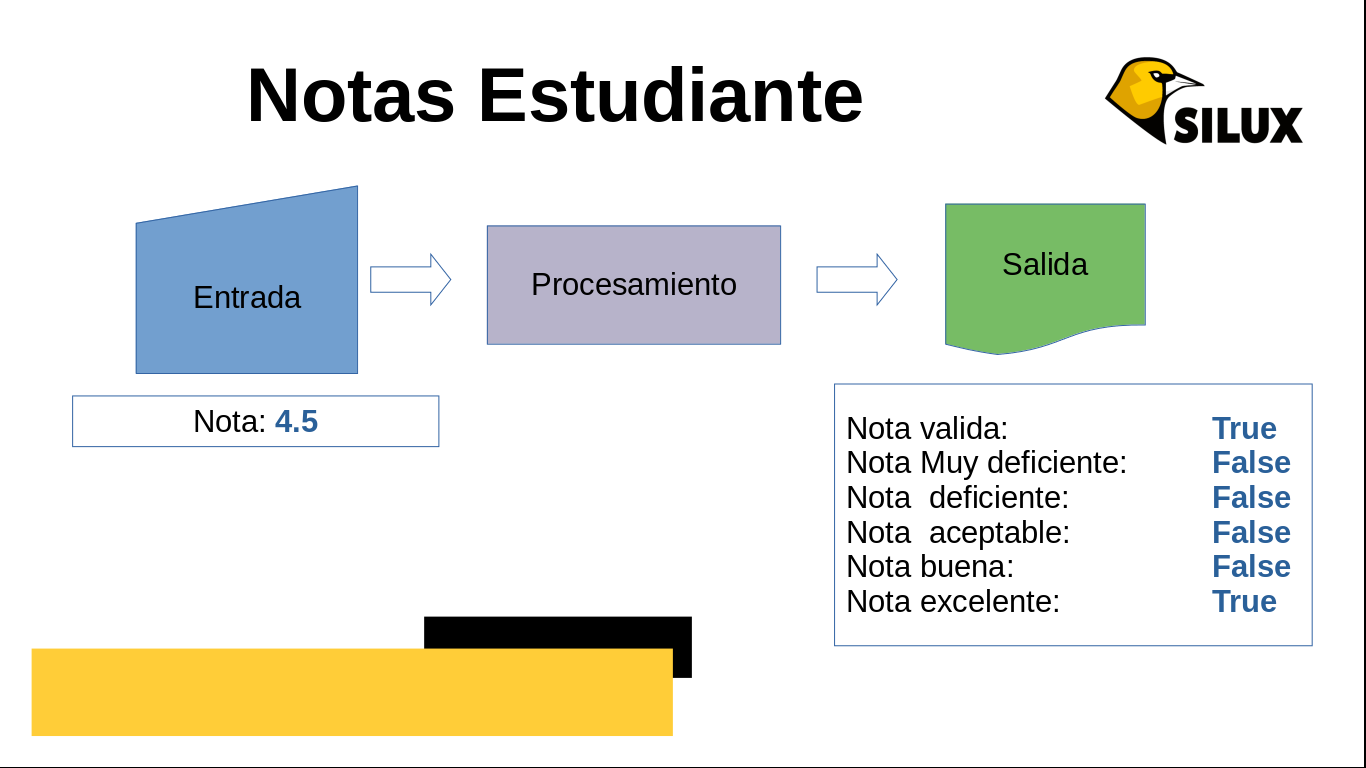 Notas Estudiante
SILUX
Entrada
Procesamiento
Salida
Nota: 4.5
Nota valida: True
Nota Muy deficiente: False
Nota  deficiente: False
Nota  aceptable: False
Nota buena: False
Nota excelente: True